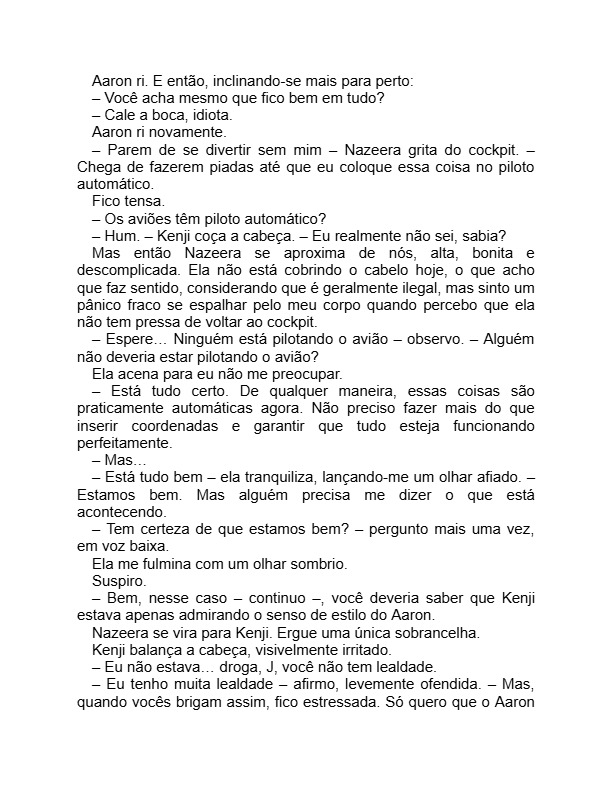 Aaron ri. E então, inclinando-se mais para perto:
– Você acha mesmo que fico bem em tudo?
– Cale a boca, idiota.
Aaron ri novamente.
– Parem de se divertir sem mim – Nazeera grita do cockpit. –
Chega de fazerem piadas até que eu coloque essa coisa no piloto
automático.
Fico tensa.
– Os aviões têm piloto automático?
– Hum. – Kenji coça a cabeça. – Eu realmente não sei, sabia?
Mas então Nazeera se aproxima de nós, alta, bonita e
descomplicada. Ela não está cobrindo o cabelo hoje, o que acho
que faz sentido, considerando que é geralmente ilegal, mas sinto um
pânico fraco se espalhar pelo meu corpo quando percebo que ela
não tem pressa de voltar ao cockpit.
– Espere… Ninguém está pilotando o avião – observo. – Alguém
não deveria estar pilotando o avião?
Ela acena para eu não me preocupar.
– Está tudo certo. De qualquer maneira, essas coisas são
praticamente automáticas agora. Não preciso fazer mais do que
inserir coordenadas e garantir que tudo esteja funcionando
perfeitamente.
– Mas…
– Está tudo bem – ela tranquiliza, lançando-me um olhar afiado. –
Estamos bem. Mas alguém precisa me dizer o que está
acontecendo.
– Tem certeza de que estamos bem? – pergunto mais uma vez,
em voz baixa.
Ela me fulmina com um olhar sombrio.
Suspiro.
– Bem, nesse caso – continuo –, você deveria saber que Kenji
estava apenas admirando o senso de estilo do Aaron.
Nazeera se vira para Kenji. Ergue uma única sobrancelha.
Kenji balança a cabeça, visivelmente irritado.
– Eu não estava… droga, J, você não tem lealdade.
– Eu tenho muita lealdade – afirmo, levemente ofendida. – Mas,
quando vocês brigam assim, fico estressada. Só quero que o Aaron